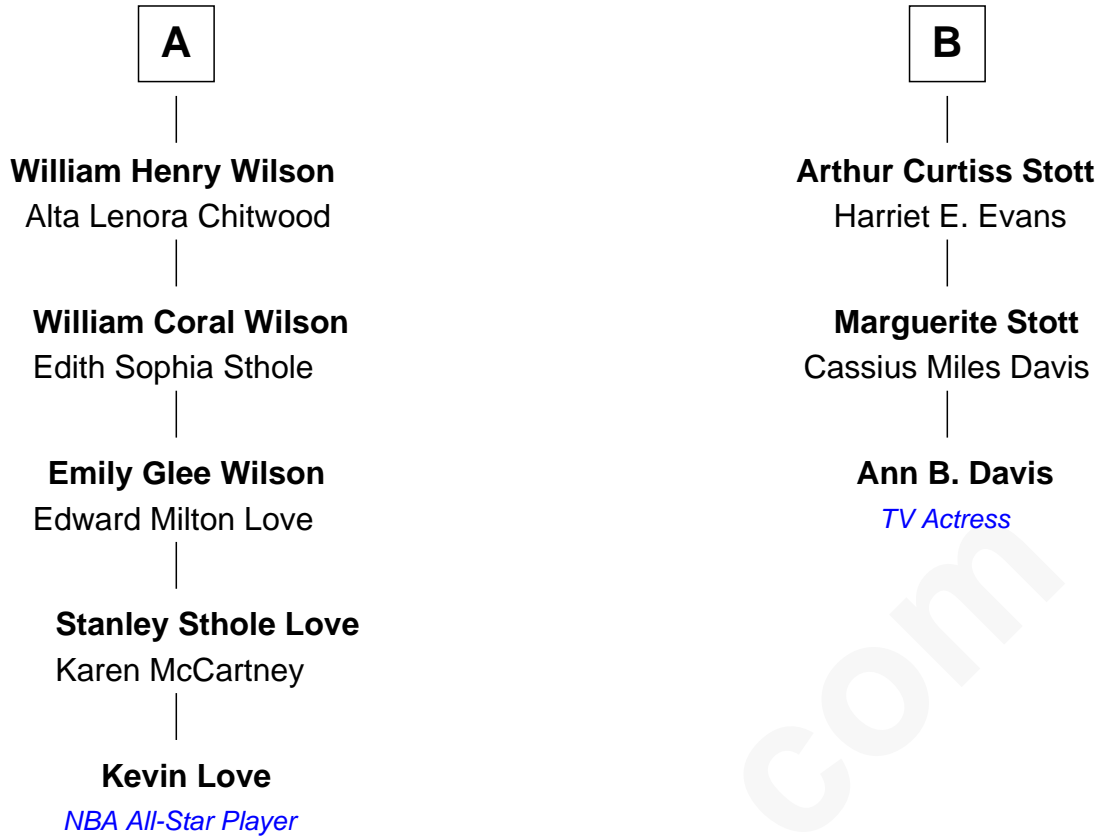 A
William Henry Wilson
Alta Lenora Chitwood
William Coral Wilson
Edith Sophia Sthole
Emily Glee Wilson
Edward Milton Love
Stanley Sthole Love
Karen McCartney
Kevin Love
NBA All-Star Player
B
Arthur Curtiss Stott
Harriet E. Evans
Marguerite Stott
Cassius Miles Davis
Ann B. Davis
TV Actress
com